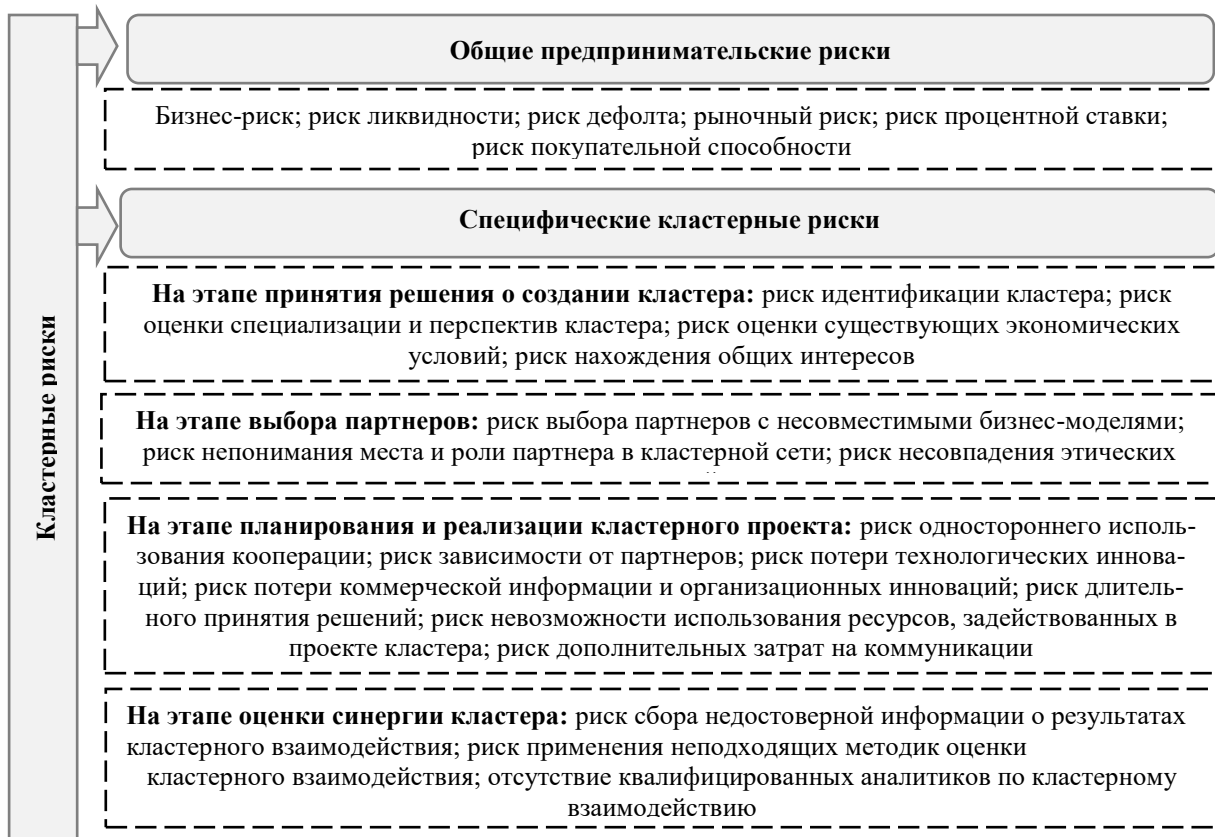 Кластерные риски
Общие предпринимательские риски
Бизнес-риск; риск ликвидности; риск дефолта; рыночный риск; риск процентной ставки;
риск покупательной способности
Специфические кластерные риски
На этапе принятия решения о создании кластера: риск идентификации кластера; риск
оценки специализации и перспектив кластера; риск оценки существующих экономических
условий; риск нахождения общих интересов
На этапе выбора партнеров: риск выбора партнеров с несовместимыми бизнес-моделями;
риск непонимания места и роли партнера в кластерной сети; риск несовпадения этических
На этапе планирования и реализации кластерного проекта: риск одностороннего исполь-
зования кооперации; риск зависимости от партнеров; риск потери технологических иннова-
ций; риск потери коммерческой информации и организационных инноваций; риск длитель-
ного принятия решений; риск невозможности использования ресурсов, задействованных в
проекте кластера; риск дополнительных затрат на коммуникации
На этапе оценки синергии кластера: риск сбора недостоверной информации о результатах
кластерного взаимодействия; риск применения неподходящих методик оценки
кластерного взаимодействия; отсутствие квалифицированных аналитиков по кластерному
взаимодействию